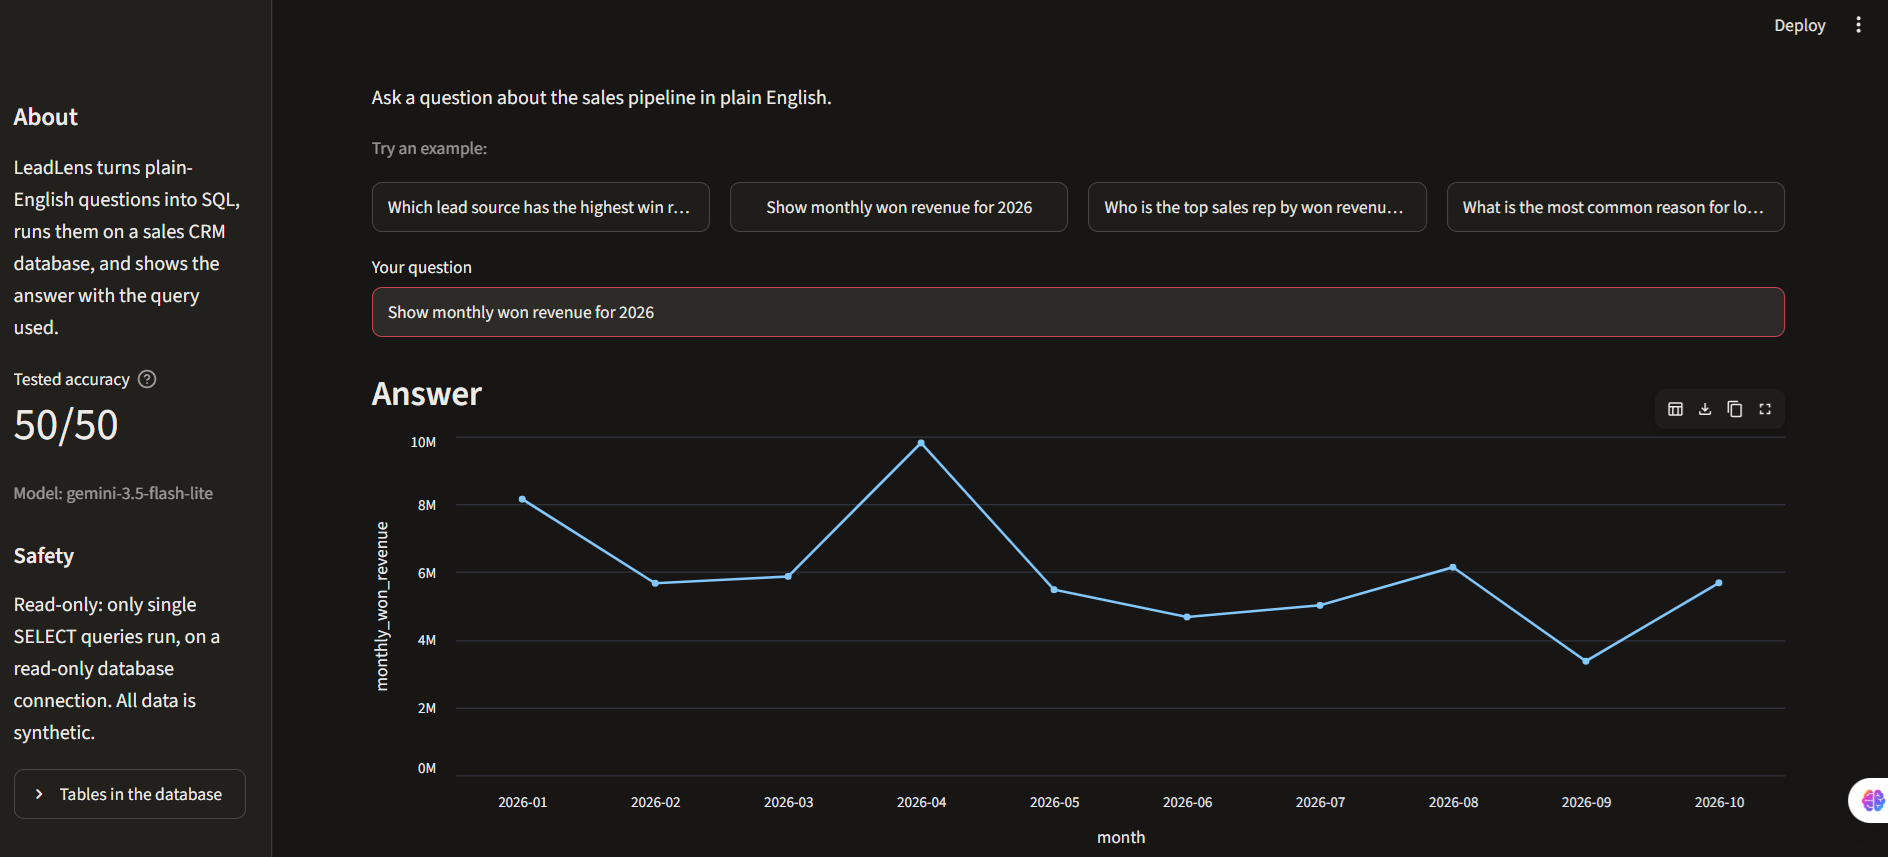 Deploy
About
LeadLens turns plain-
English questions into SQL,
runs them on a sales CRM
database, and shows the
answer with the query
used.
Tested accuracy
50/50
Model: gemini-3.5-flash-lite
Safety
Read-only: only single
SELECT queries run, on a
read-only database
connection. All data is
synthetic.
Tables in the database
Ask a question about the sales pipeline in plain English.
Try an example:
Which lead source has the highest win r…
Show monthly won revenue for 2026
Who is the top sales rep by won revenu…
What is the most common reason for lo…
Your question
Show monthly won revenue for 2026
Answer
10M
8M
6M
4M
2M
0M
monthly_won_revenue
2026-01 2026-02 2026-03 2026-04 2026-05 2026-06 2026-07 2026-08 2026-09 2026-10
month